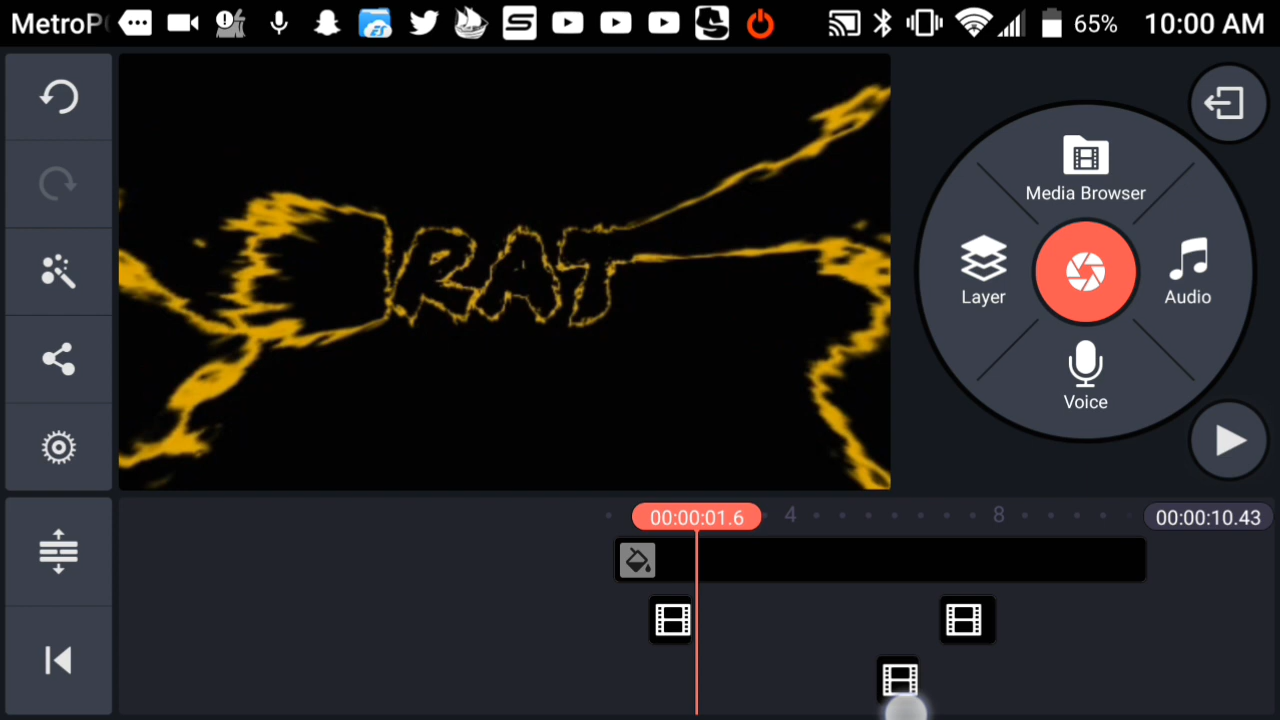 MetroP
65%
10:00 AM
RAT
Media Browser
Layer
Audio
Voice
00:00:01.6
4
8
00:00:10.43